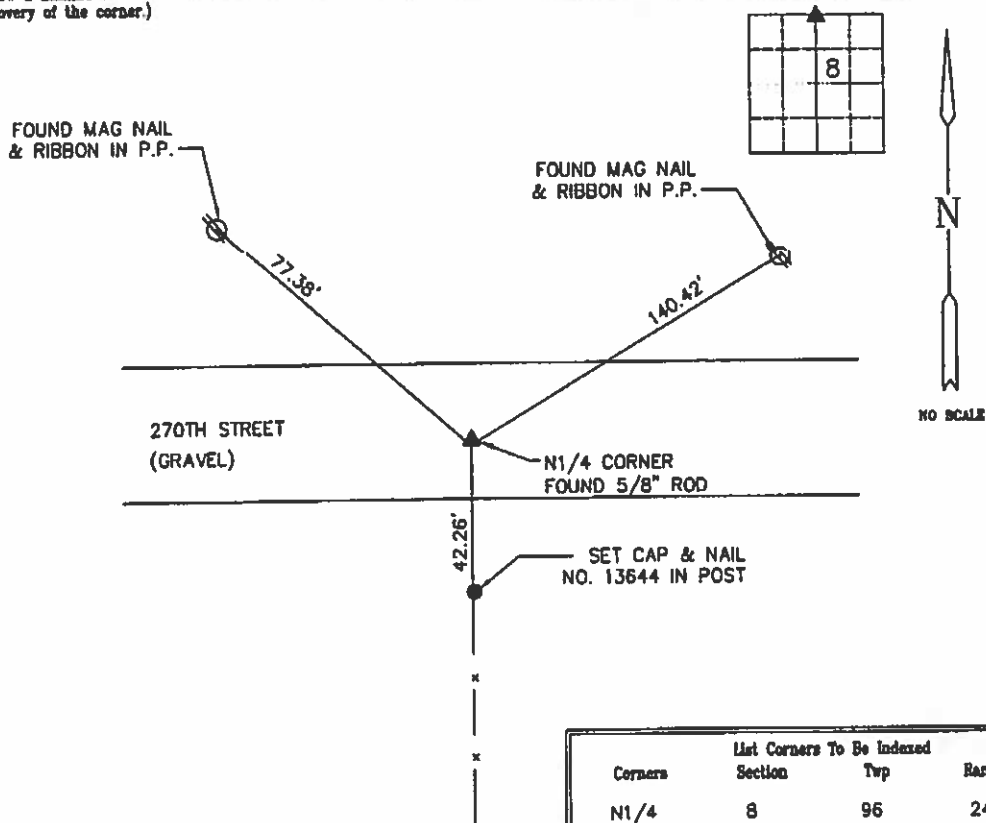 overy of the corner.)
8
FOUND MAG NAIL
& RIBBON IN P.P.
FOUND MAG NAIL
& RIBBON IN P.P.
N
77.38'
140.42'
NO SCALE
270TH STREET
(GRAVEL)
N1/4 CORNER
FOUND 5/8" ROD
42.26'
SET CAP & NAIL
NO. 13644 IN POST
List Corners To Be Indexed
Corners Section Twp
N1/4 8 96 24